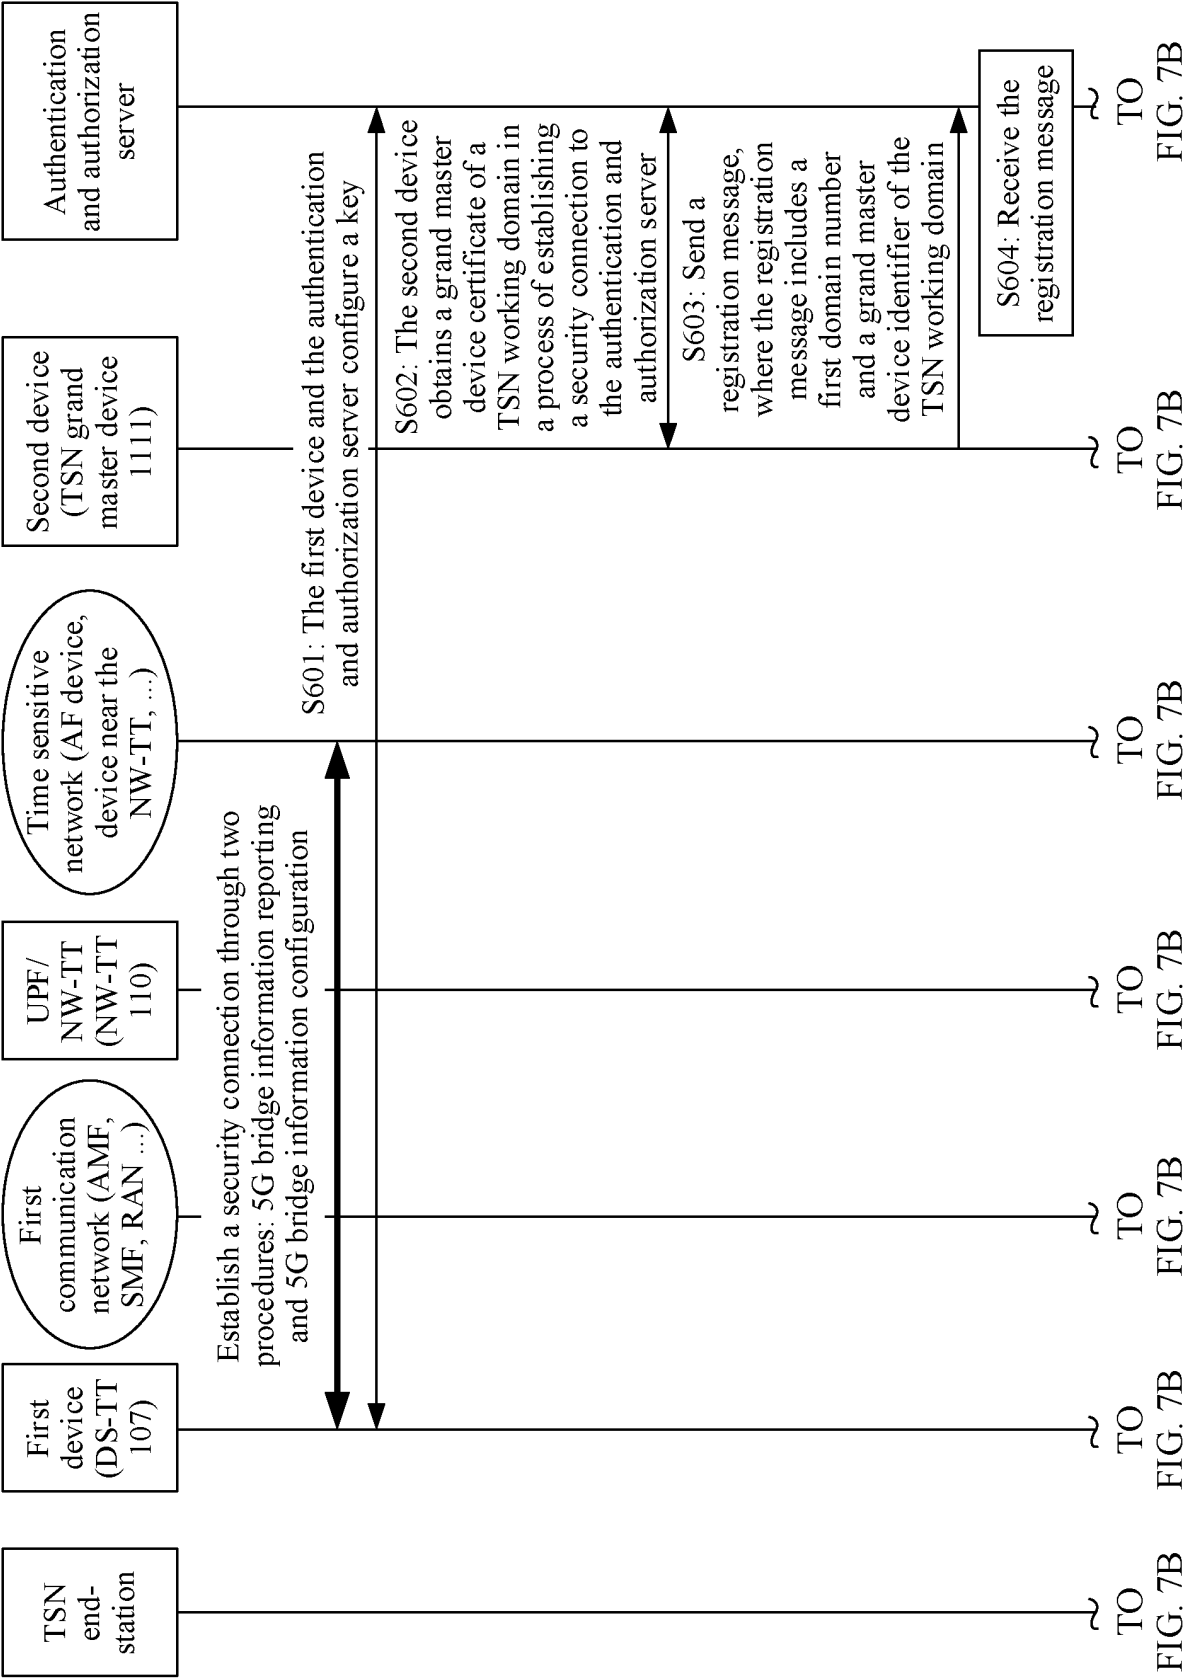 TSN
end-
station
First
device
(DS-TT
107)
First
communication
network (AMF,
SMF, RAN ...)
UPF/
NW-TT
(NW-TT
110)
Time sensitive
network (AF device,
device near the
NW-TT, ...)
Second device
(TSN grand
master device
1111)
Authentication
and authorization
server
Establish a security connection through two
procedures: 5G bridge information reporting
and 5G bridge information configuration
S601: The first device and the authentication
and authorization server configure a key
S602: The second device
obtains a grand master
device certificate of a
TSN working domain in
a process of establishing
a security connection to
the authentication and
authorization server
S603: Send a
registration message,
where the registration
message includes a
first domain number
and a grand master
device identifier of the
TSN working domain
S604: Receive the
registration message
TO
FIG. 7B
TO
FIG. 7B
TO
FIG. 7B
TO
FIG. 7B
TO
FIG. 7B
TO
FIG. 7B
TO
FIG. 7B